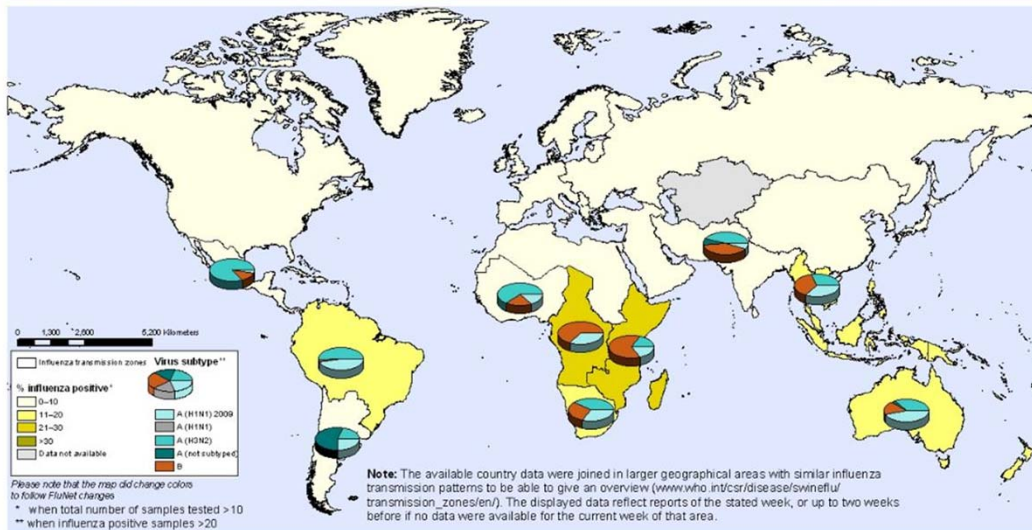 0 1,300 2,600 5,200 Kilometers
Influenza transmission zones
% influenza positive*
0–10
11–20
21–30
>30
Data not available
Virus subtype**
A (H1N1) 2009
A (H1N1)
A (H3N2)
A (not subtyped)
B
Please note that the map did change colors
to follow FluNet changes
* when total number of samples tested >10
** when influenza positive samples >20
Note: The available country data were joined in larger geographical areas with similar influenza
transmission patterns to be able to give an overview (www.who.int/csr/disease/swineflu/
transmission_zones/en/). The displayed data reflect reports of the stated week, or up to two weeks
before if no data were available for the current week of that area.